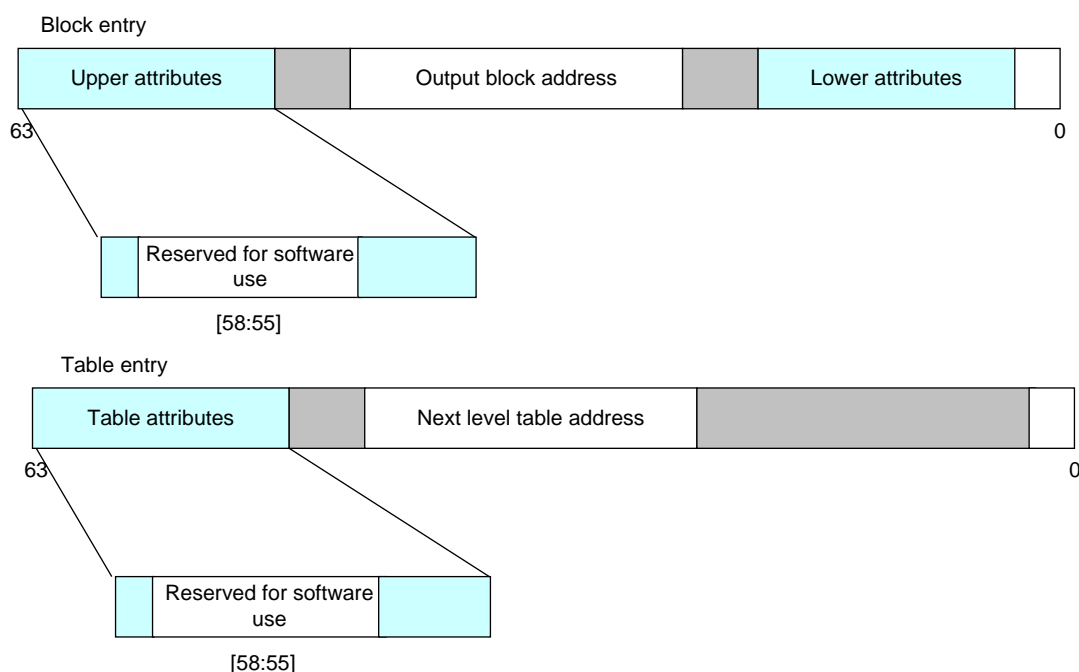 Block entry
Upper attributes
Output block address
Lower attributes
63
0
Reserved for software
use
[58:55]
Table entry
Table attributes
Next level table address
63
0
Reserved for software
use
[58:55]